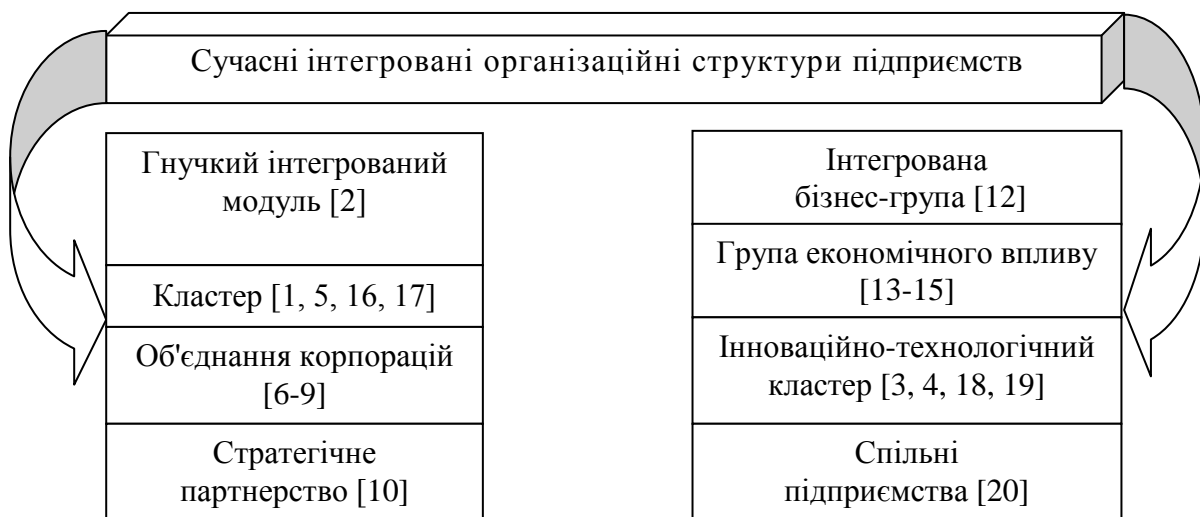 Сучасні інтегровані організаційні структури підприємств
Гнучкий інтегрований
модуль [2]
Кластер [1, 5, 16, 17]
Об'єднання корпорацій
[6-9]
Стратегічне
партнерство [10]
Інтегрована
бізнес-група [12]
Група економічного впливу
[13-15]
Інноваційно-технологічний
кластер [3, 4, 18, 19]
Спільні
підприємства [20]